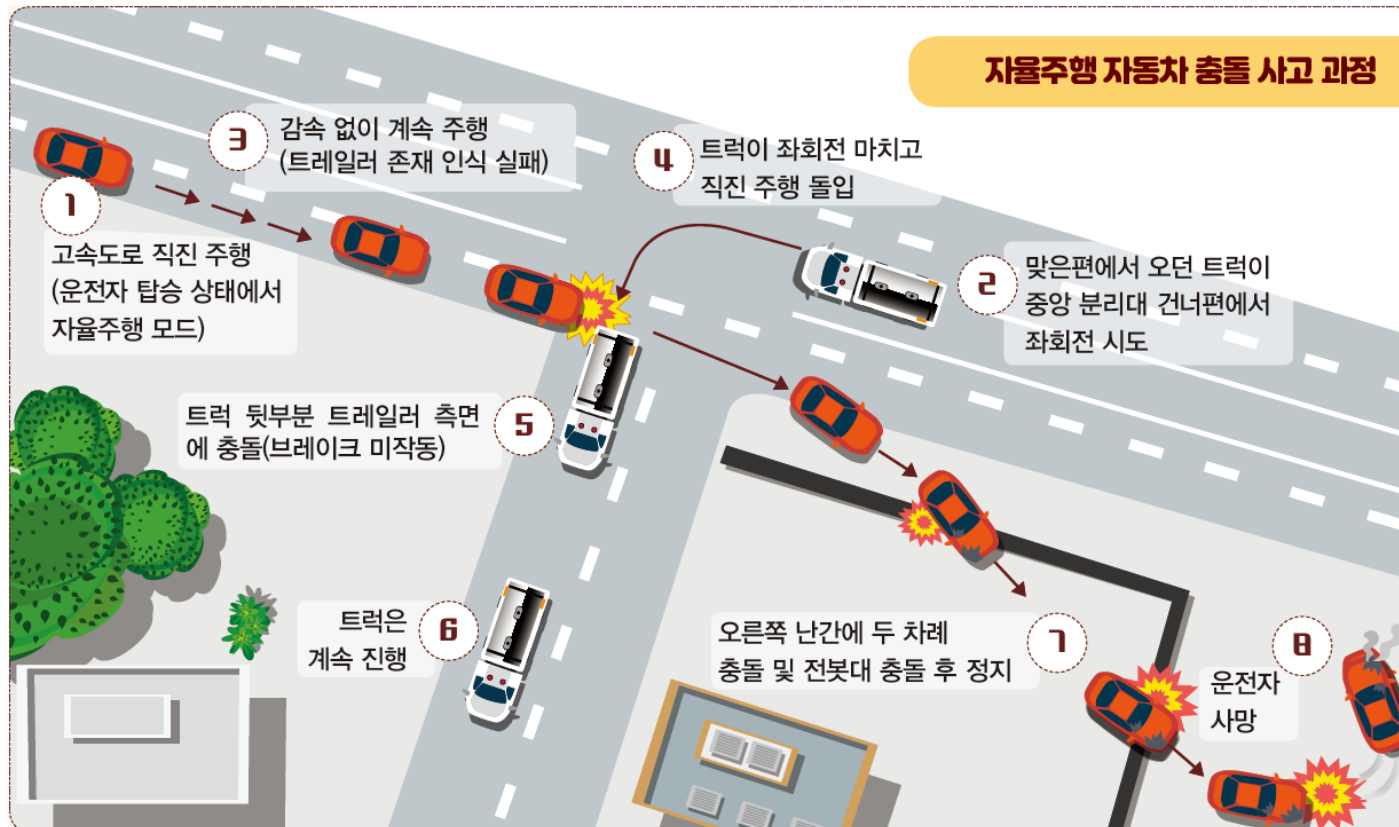 자율주행 자동차 충돌 사고 과정
1
고속도로 직진 주행
(운전자 탑승 상태에서
자율주행 모드)
2
맞은편에서 오던 트럭이
중앙 분리대 건너편에서
좌회전 시도
3
감속 없이 계속 주행
(트레일러 존재 인식 실패)
4
트럭이 좌회전 마치고
직진 주행 돌입
5
트럭 뒷부분 트레일러 측면
에 충돌(브레이크 미작동)
6
트럭은
계속 진행
7
오른쪽 난간에 두 차례
충돌 및 전봇대 충돌 후 정지
8
운전자
사망